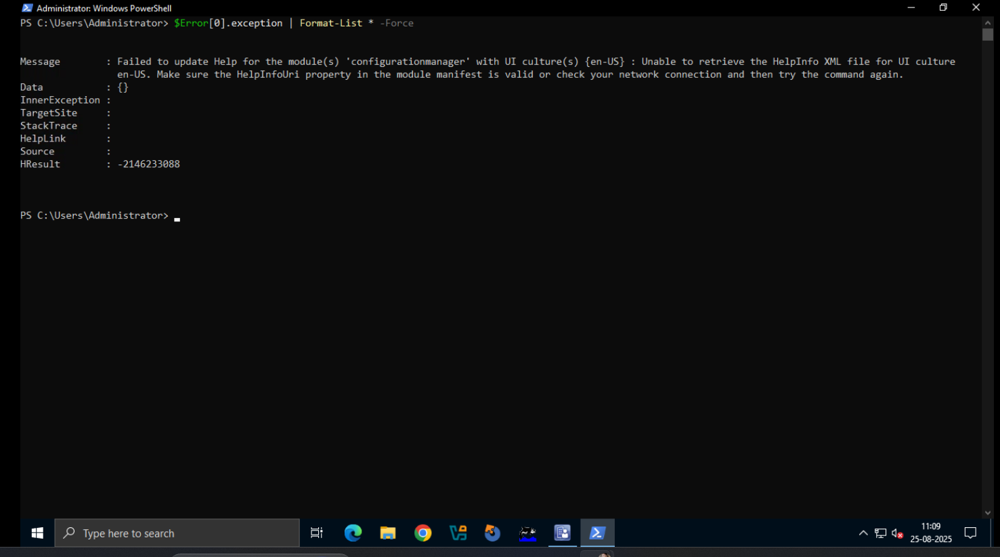 Administrator: Windows PowerShell
PS C:\Users\Administrator> $Error[0].exception | Format-List * -Force
Message : Failed to update Help for the module(s) 'configurationmanager' with UI culture(s) {en-US} : Unable to retrieve the HelpInfo XML file for UI culture
en-US. Make sure the HelpInfoUri property in the module manifest is valid or check your network connection and then try the command again.
Data : {}
InnerException :
TargetSite :
StackTrace :
HelpLink :
Source :
HResult : -2146233088
PS C:\Users\Administrator>
Type here to search
11:09
25-08-2025